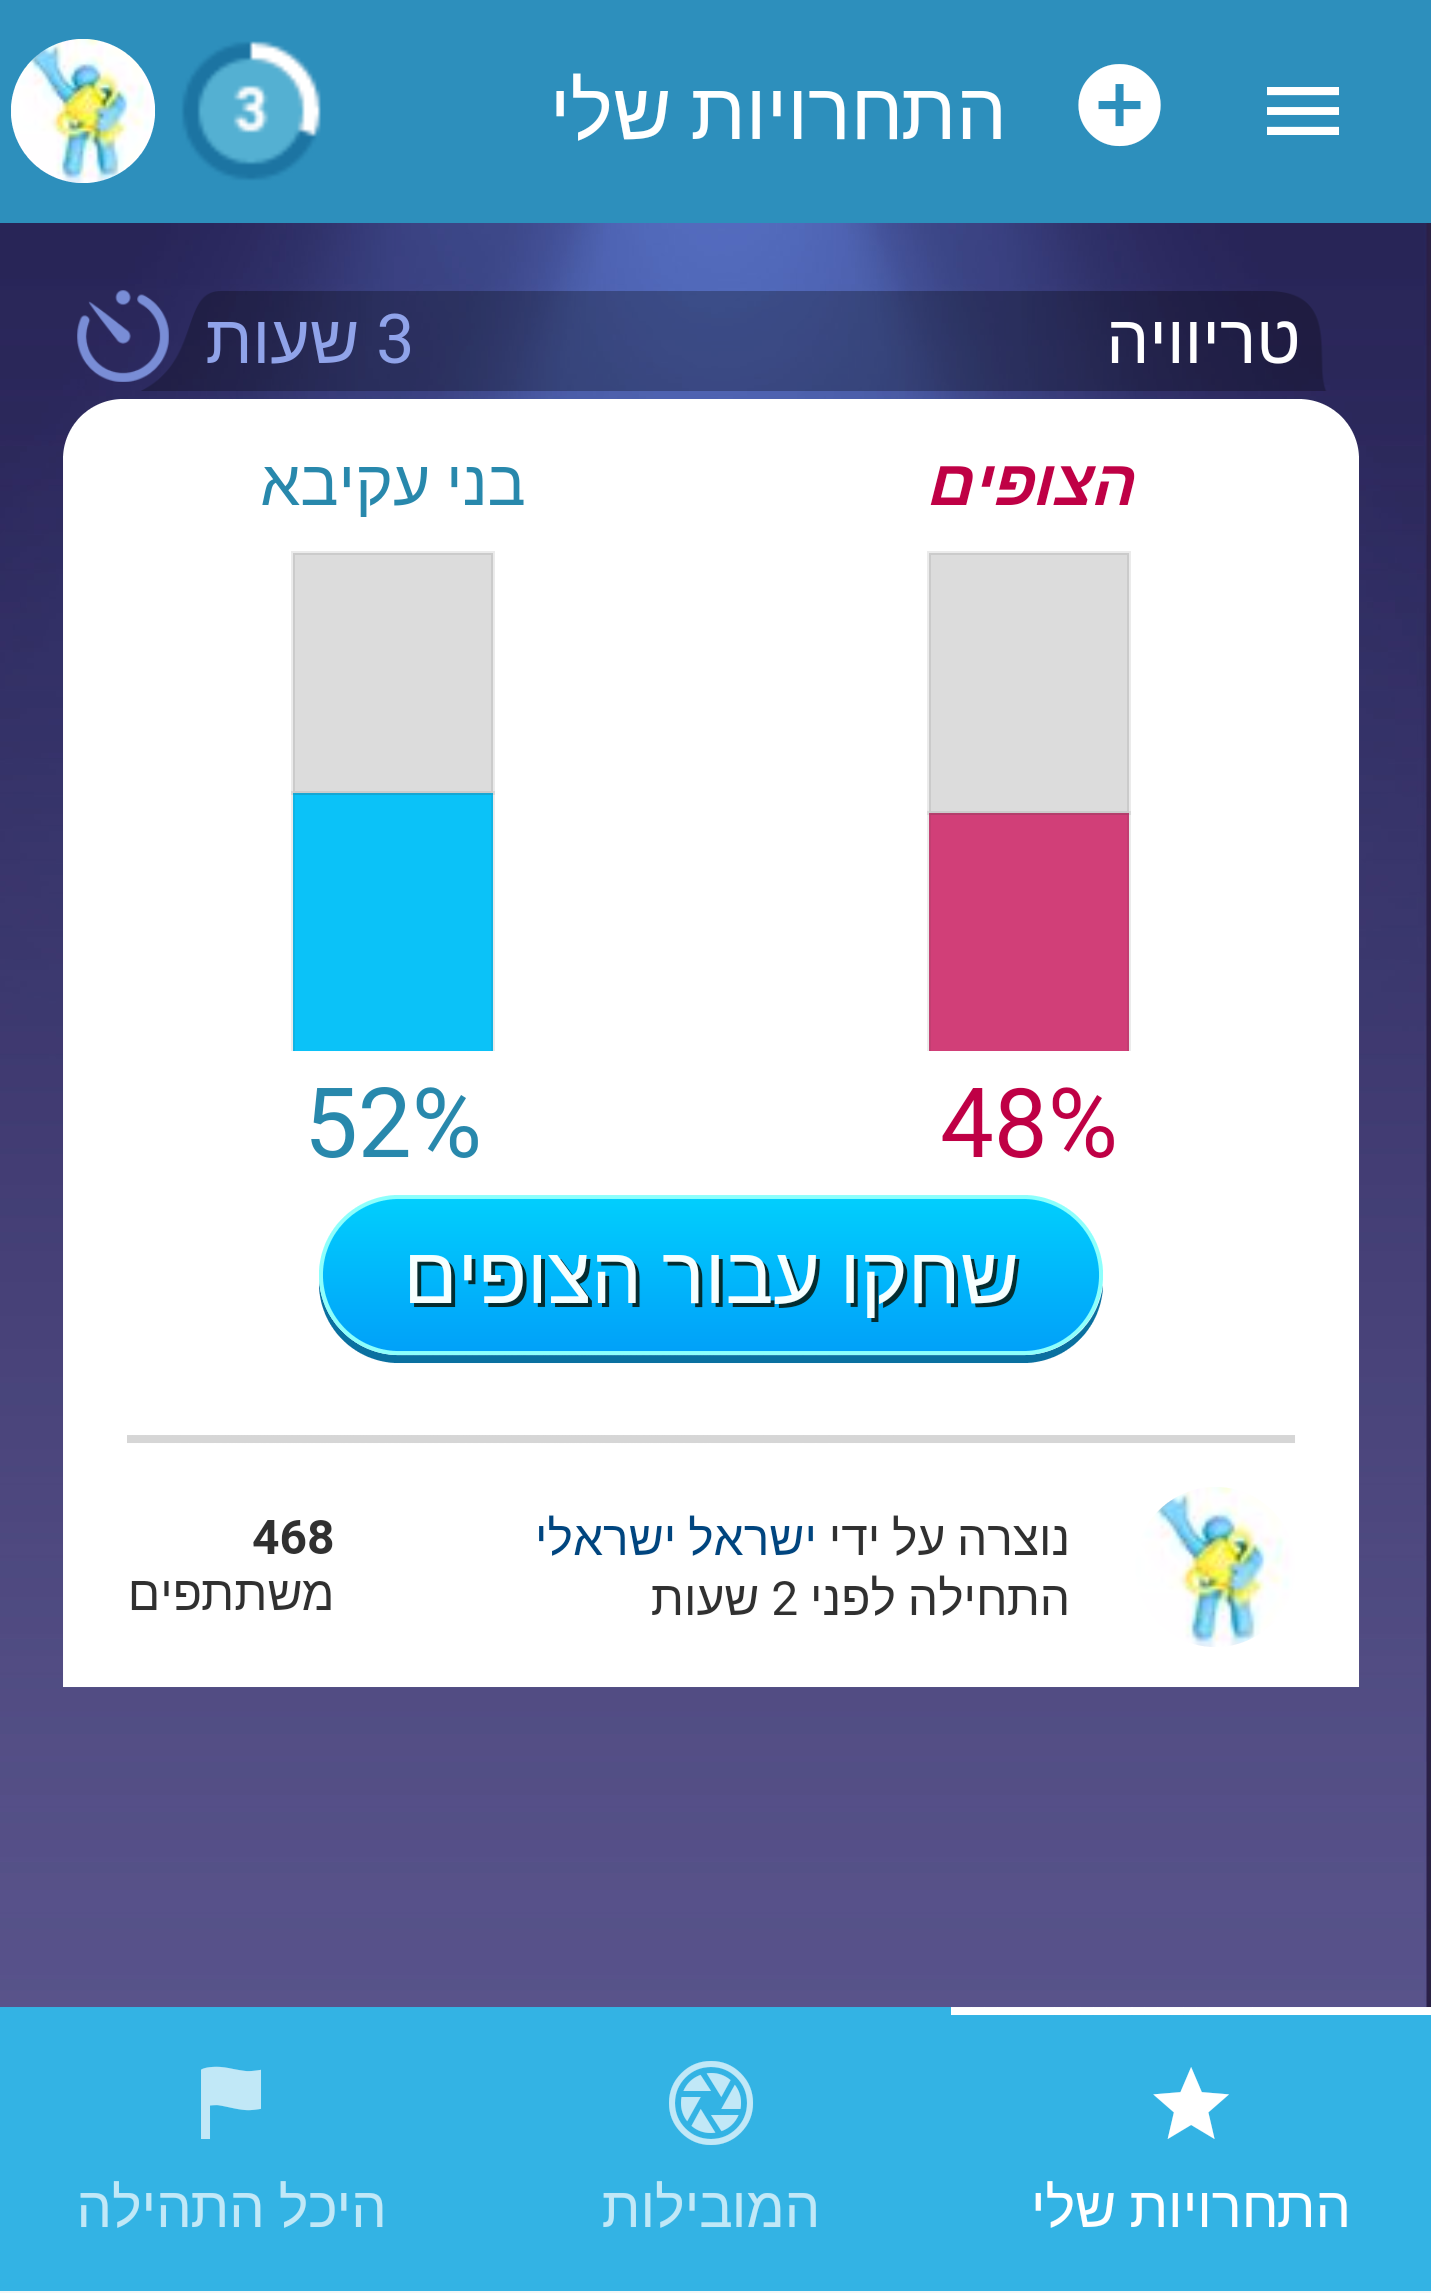 התחרויות שלי
3
טריוויה
3 שעות
הצופים
בני עקיבא
48%
52%
שחקו עבור הצופים
נוצרה על ידי ישראל ישראלי
התחילה לפני 2 שעות
468
משתתפים
התחרויות שלי
המובילות
היכל התהילה